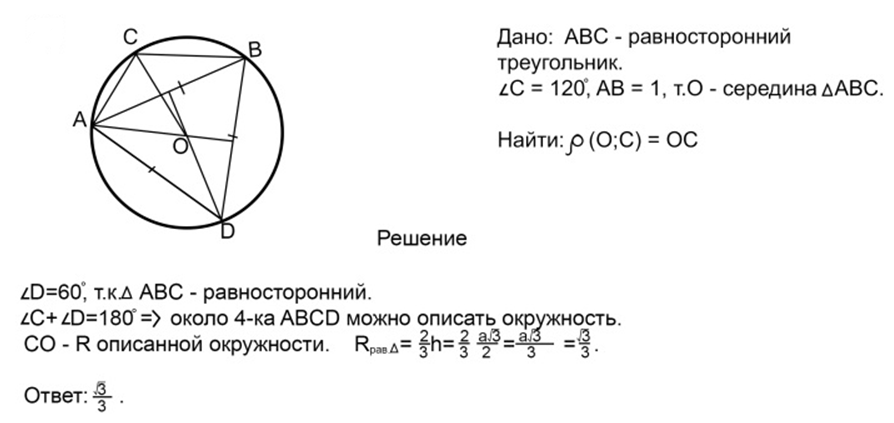 C
B
A
O
D
Дано: ABC - равносторонний
треугольник.
∠C = 120°, AB = 1, т.O - середина △ABC.
Найти: ρ (O;C) = OC
Решение
∠D=60°, т.к.△ ABC - равносторонний.
∠C+∠D=180° => около 4-ка ABCD можно описать окружность.
CO - R описанной окружности. Rрав.△= 2/3 h= 2/3 a√3/2 = a√3/3 = √3/3 .
Ответ: √3/3 .